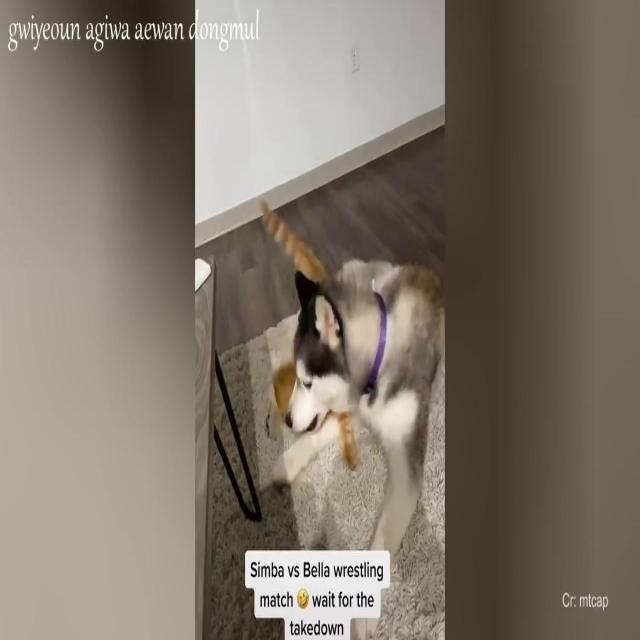 gwiyeoun agiwa aewan dongmul
Simba vs Bella wrestling
match 🤣 wait for the
takedown
Cr: mtcap